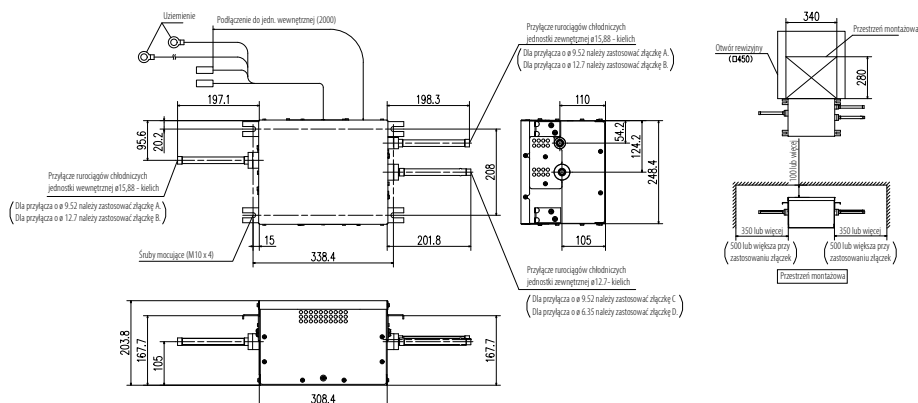 Uziemienie
Podłączenie do jedn. wewnętrznej (2000)
197.1
95.6
20.2
Przyłącze rurociągów chłodniczych
jednostki wewnętrznej ø15,88 - kielich
(Dla przyłącza o ø 9.52 należy zastosować złączkę A.
Dla przyłącza o ø 12.7 należy zastosować złączkę B.)
Śruby mocujące (M10 x 4)
15
338.4
198.3
208
201.8
Przyłącze rurociągów chłodniczych
jednostki zewnętrznej ø15,88 - kielich
(Dla przyłącza o ø 9.52 należy zastosować złączkę A.
Dla przyłącza o ø 12.7 należy zastosować złączkę B.)
110
54.2
124.2
248.4
105
Przyłącze rurociągów chłodniczych
jednostki zewnętrznej ø12.7- kielich
(Dla przyłącza o ø 9.52 należy zastosować złączkę C.
Dla przyłącza o ø 6.35 należy zastosować złączkę D.)
203.8
167.7
105
308.4
167.7
340
Przestrzeń montażowa
Otwór rewizyjny
(□450)
280
100 lub więcej
350 lub więcej
(500 lub większa przy
zastosowaniu złączek)
350 lub więcej
(500 lub większa przy
zastosowaniu złączek)
Przestrzeń montażowa